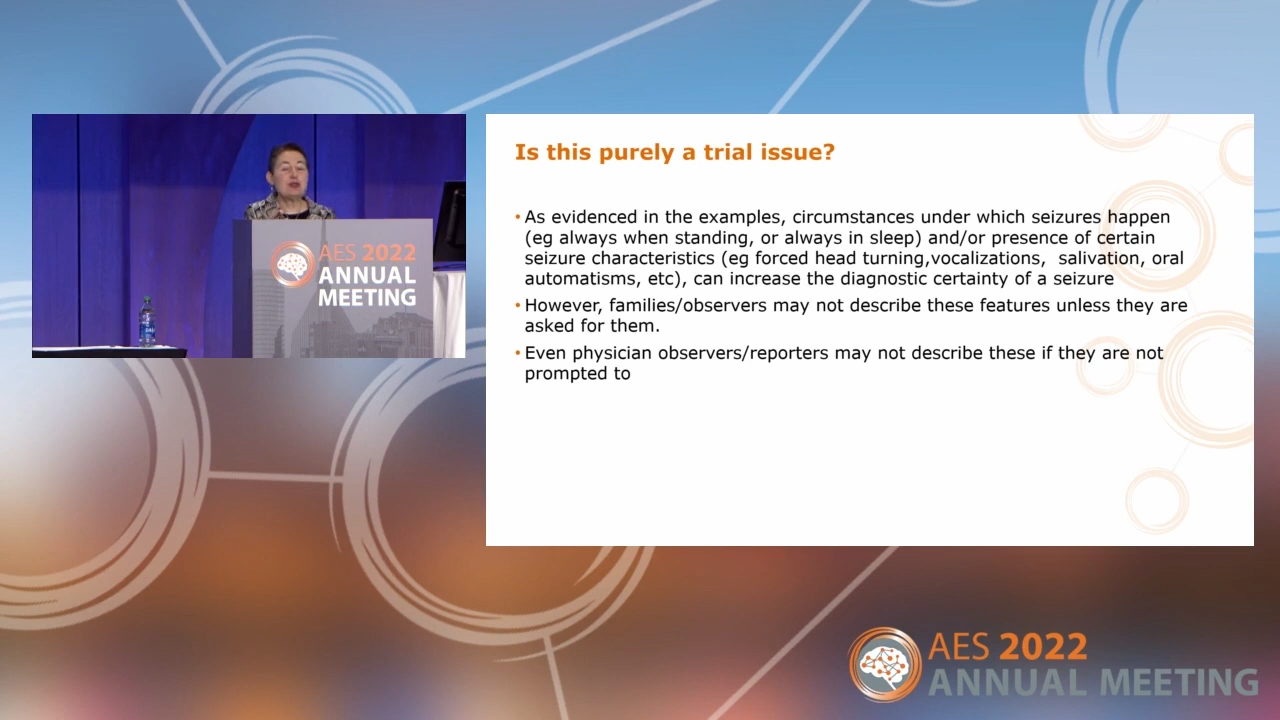 AES 2022
ANNUAL
MEETING
Is this purely a trial issue?
• As evidenced in the examples, circumstances under which seizures happen
(eg always when standing, or always in sleep) and/or presence of certain
seizure characteristics (eg forced head turning,vocalizations, salivation, oral
automatisms, etc), can increase the diagnostic certainty of a seizure
• However, families/observers may not describe these features unless they are
asked for them.
• Even physician observers/reporters may not describe these if they are not
prompted to
AES 2022
ANNUAL MEETING